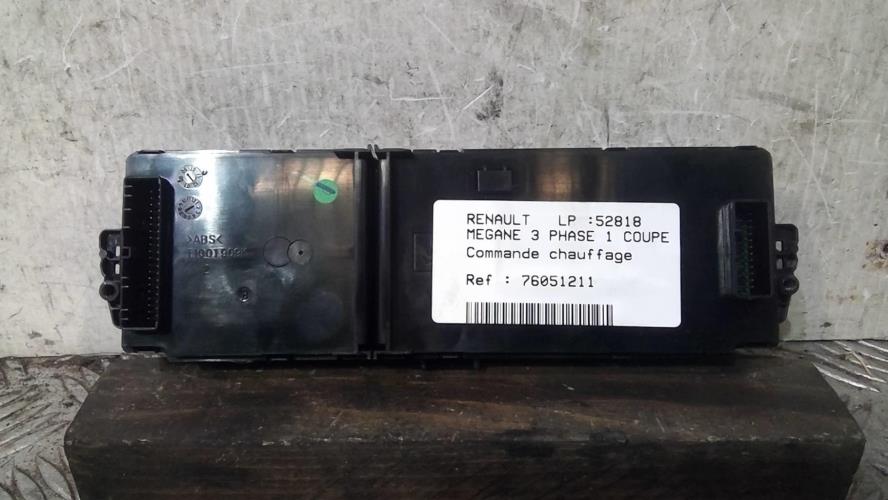 RENAULT LP :52818
MEGANE 3 PHASE 1 COUPE
Commande chauffage
Ref : 76051211
>ABS<